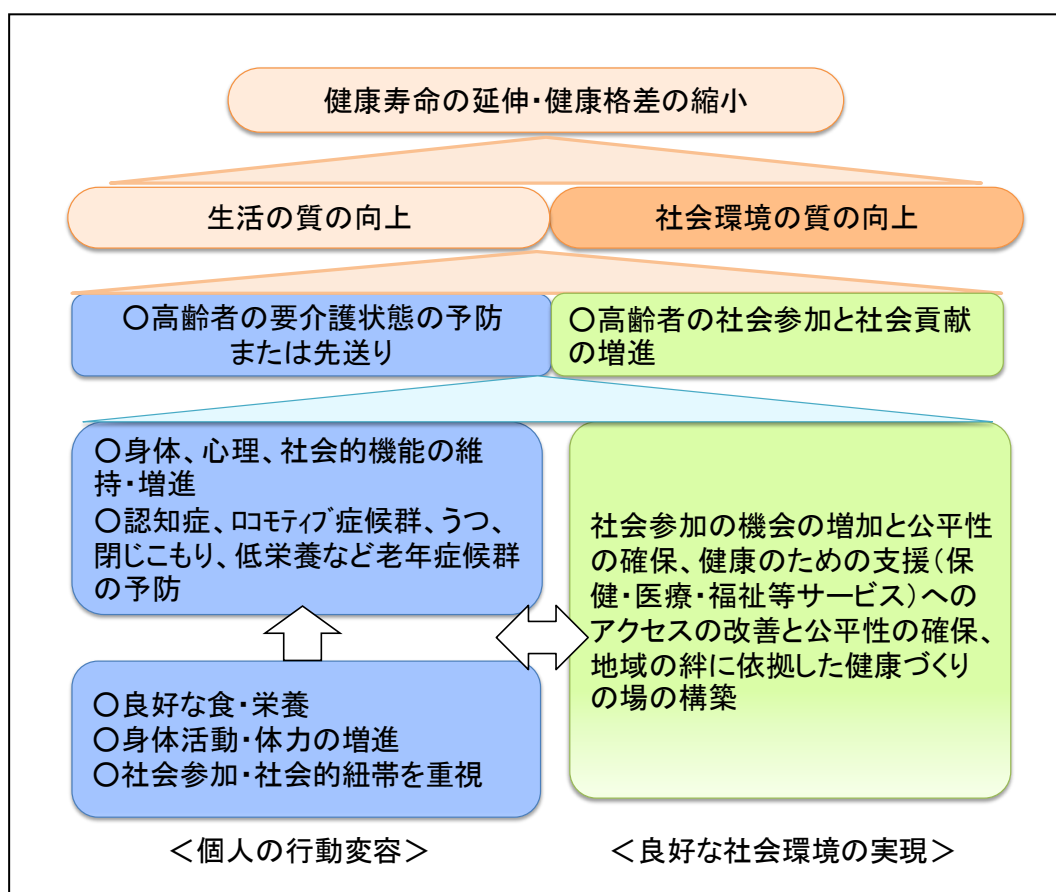 健康寿命の延伸・健康格差の縮小
生活の質の向上
社会環境の質の向上
〇高齢者の要介護状態の予防
または先送り
〇高齢者の社会参加と社会貢献
の増進
〇身体、心理、社会的機能の維
持・増進
〇認知症、ﾛｺﾓﾃｨﾌﾞ症候群、うつ、
閉じこもり、低栄養など老年症候群
の予防
社会参加の機会の増加と公平性
の確保、健康のための支援（保
健・医療・福祉等サービス）への
アクセスの改善と公平性の確保、
地域の絆に依拠した健康づくり
の場の構築
〇良好な食・栄養
〇身体活動・体力の増進
〇社会参加・社会的紐帯を重視
＜個人の行動変容＞
＜良好な社会環境の実現＞